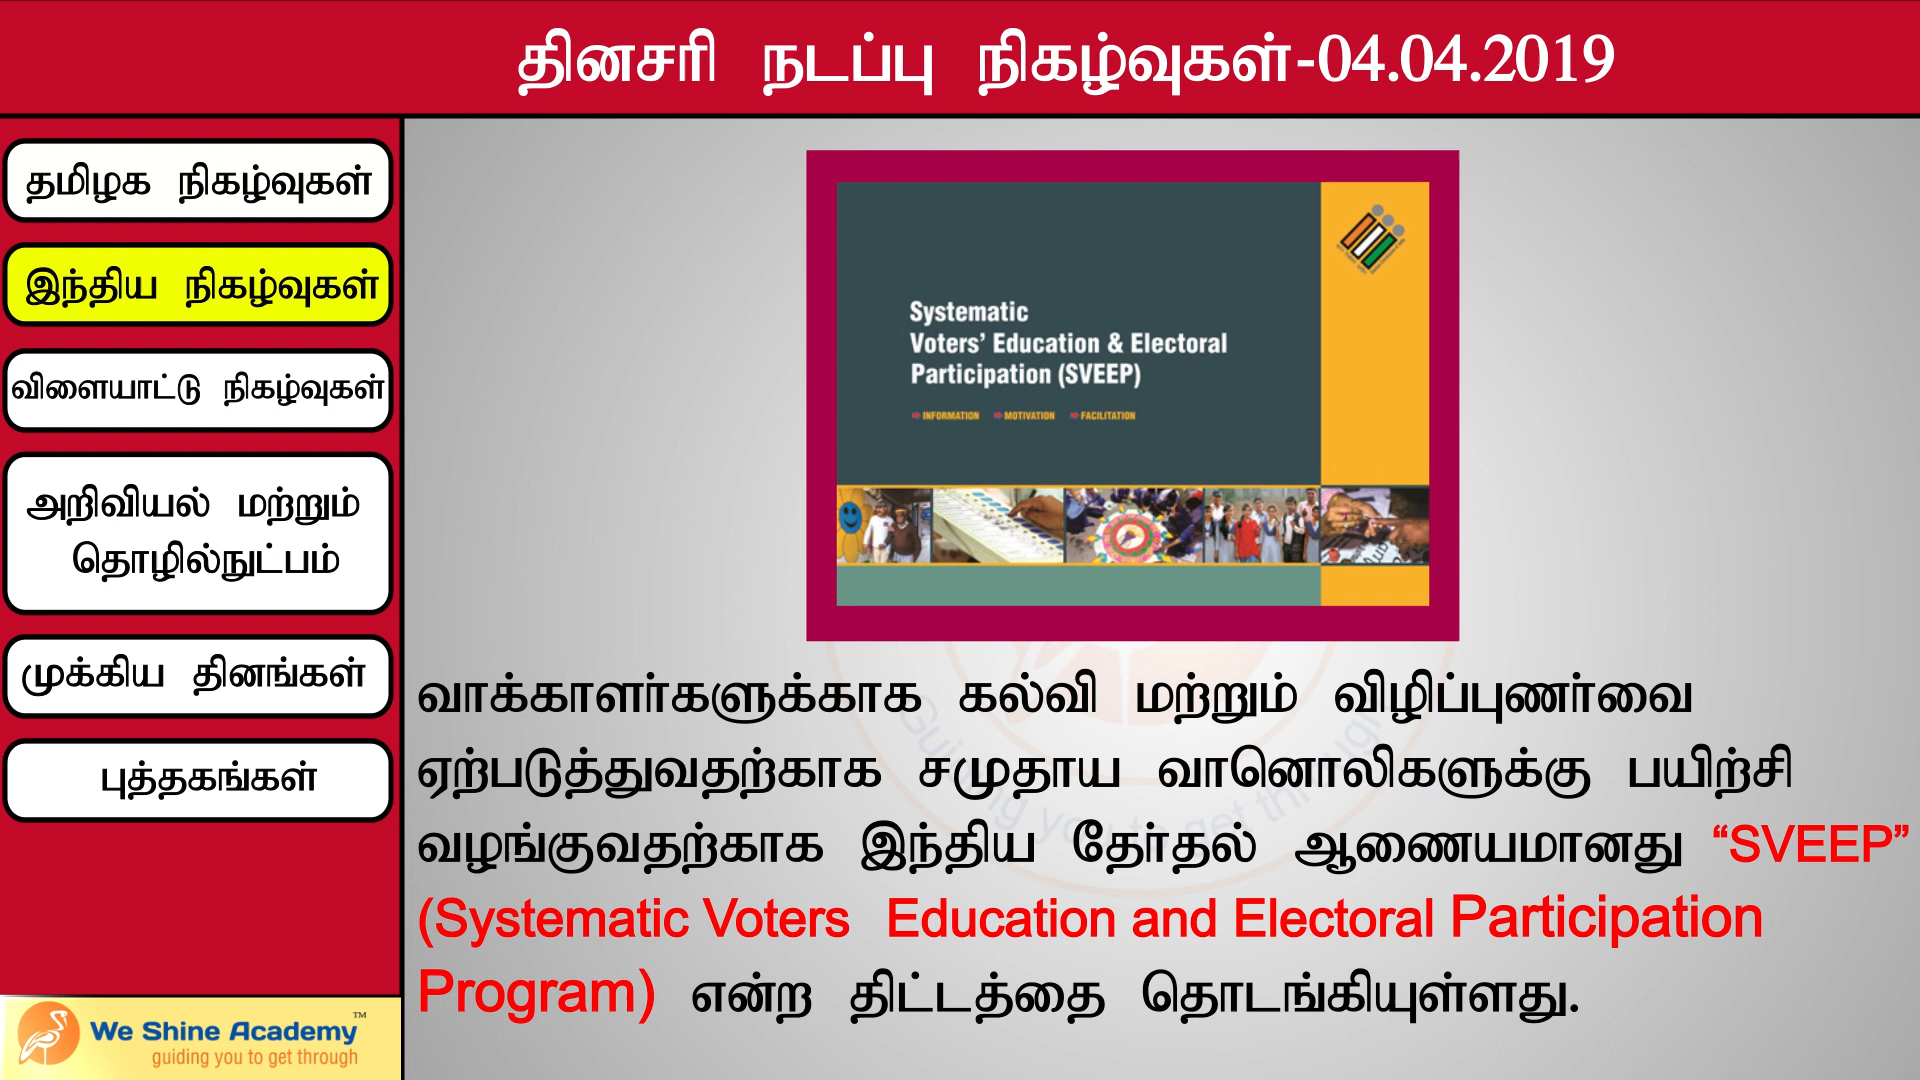 தினசரி நடப்பு நிகழ்வுகள்-04.04.2019
தமிழக நிகழ்வுகள்
இந்திய நிகழ்வுகள்
விளையாட்டு நிகழ்வுகள்
அறிவியல் மற்றும்
தொழில்நுட்பம்
முக்கிய தினங்கள்
புத்தகங்கள்
We Shine Academy™
guiding you to get through
Systematic
Voters' Education & Electoral
Participation (SVEEP)
INFORMATION MOTIVATION FACILITATION
வாக்காளர்களுக்காக கல்வி மற்றும் விழிப்புணர்வை
ஏற்படுத்துவதற்காக சமுதாய வானொலிகளுக்கு பயிற்சி
வழங்குவதற்காக இந்திய தேர்தல் ஆணையமானது “SVEEP”
(Systematic Voters Education and Electoral Participation
Program) என்ற திட்டத்தை தொடங்கியுள்ளது.